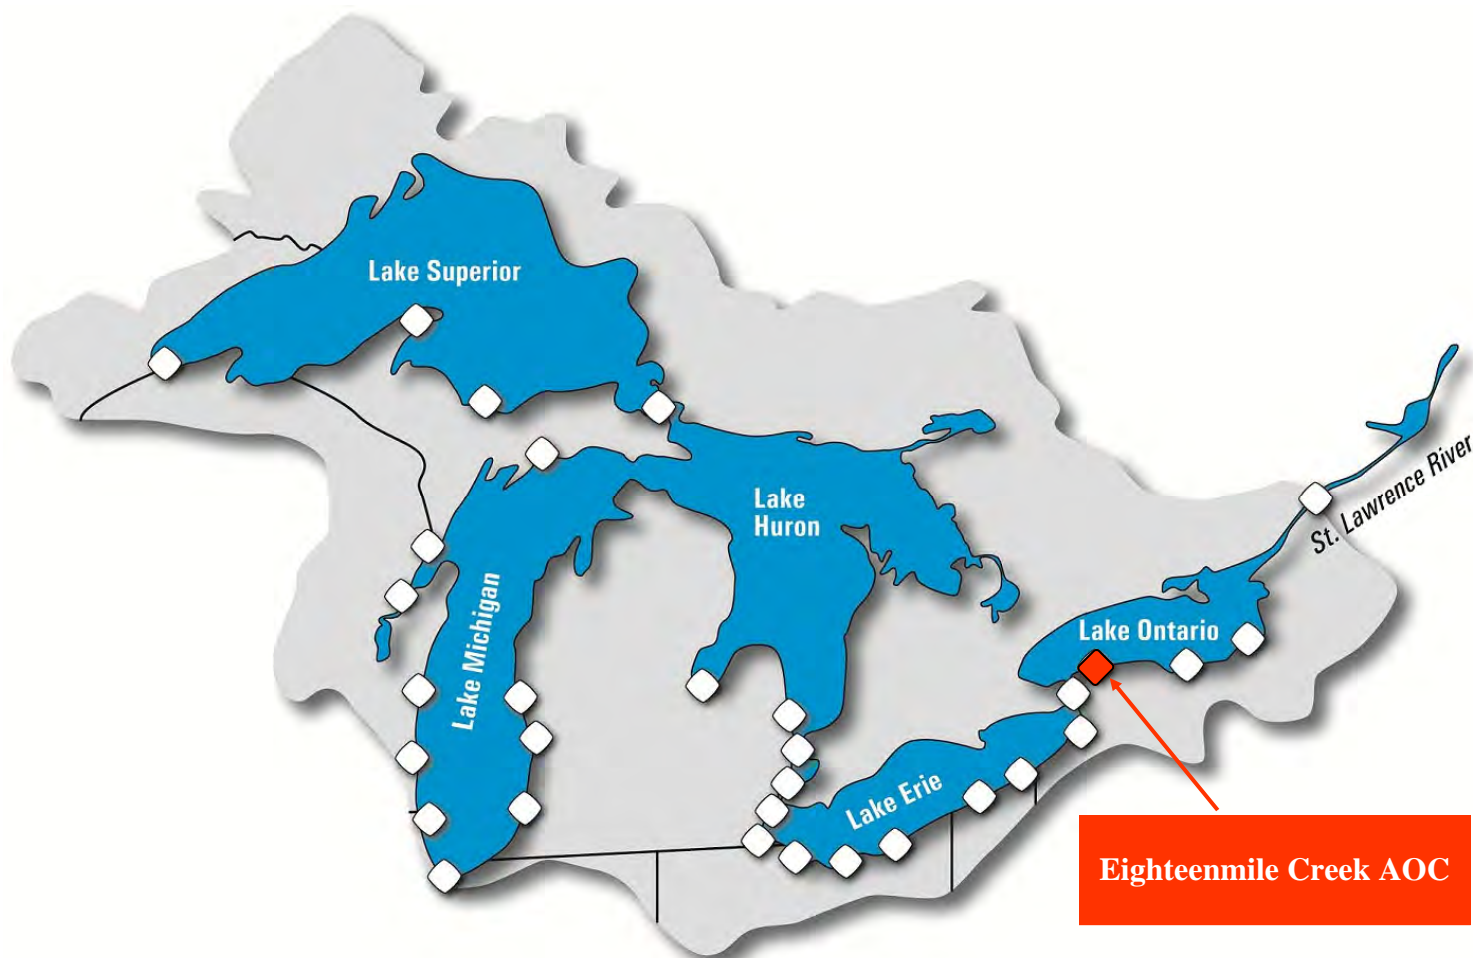 Lake Superior
Lake
Huron
Lake Michigan
St. Lawrence River
Lake Ontario
Lake Erie
Eighteenmile Creek AOC